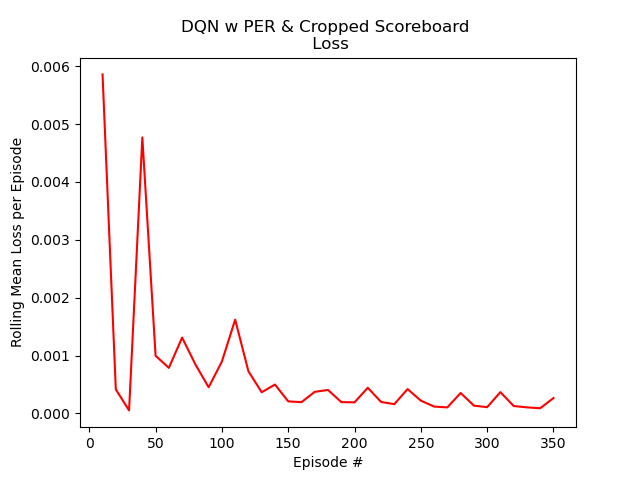 DQN w PER & Cropped Scoreboard
Loss
Rolling Mean Loss per Episode
0.006
0.005
0.004
0.003
0.002
0.001
0.000
0 50 100 150 200 250 300 350
Episode #